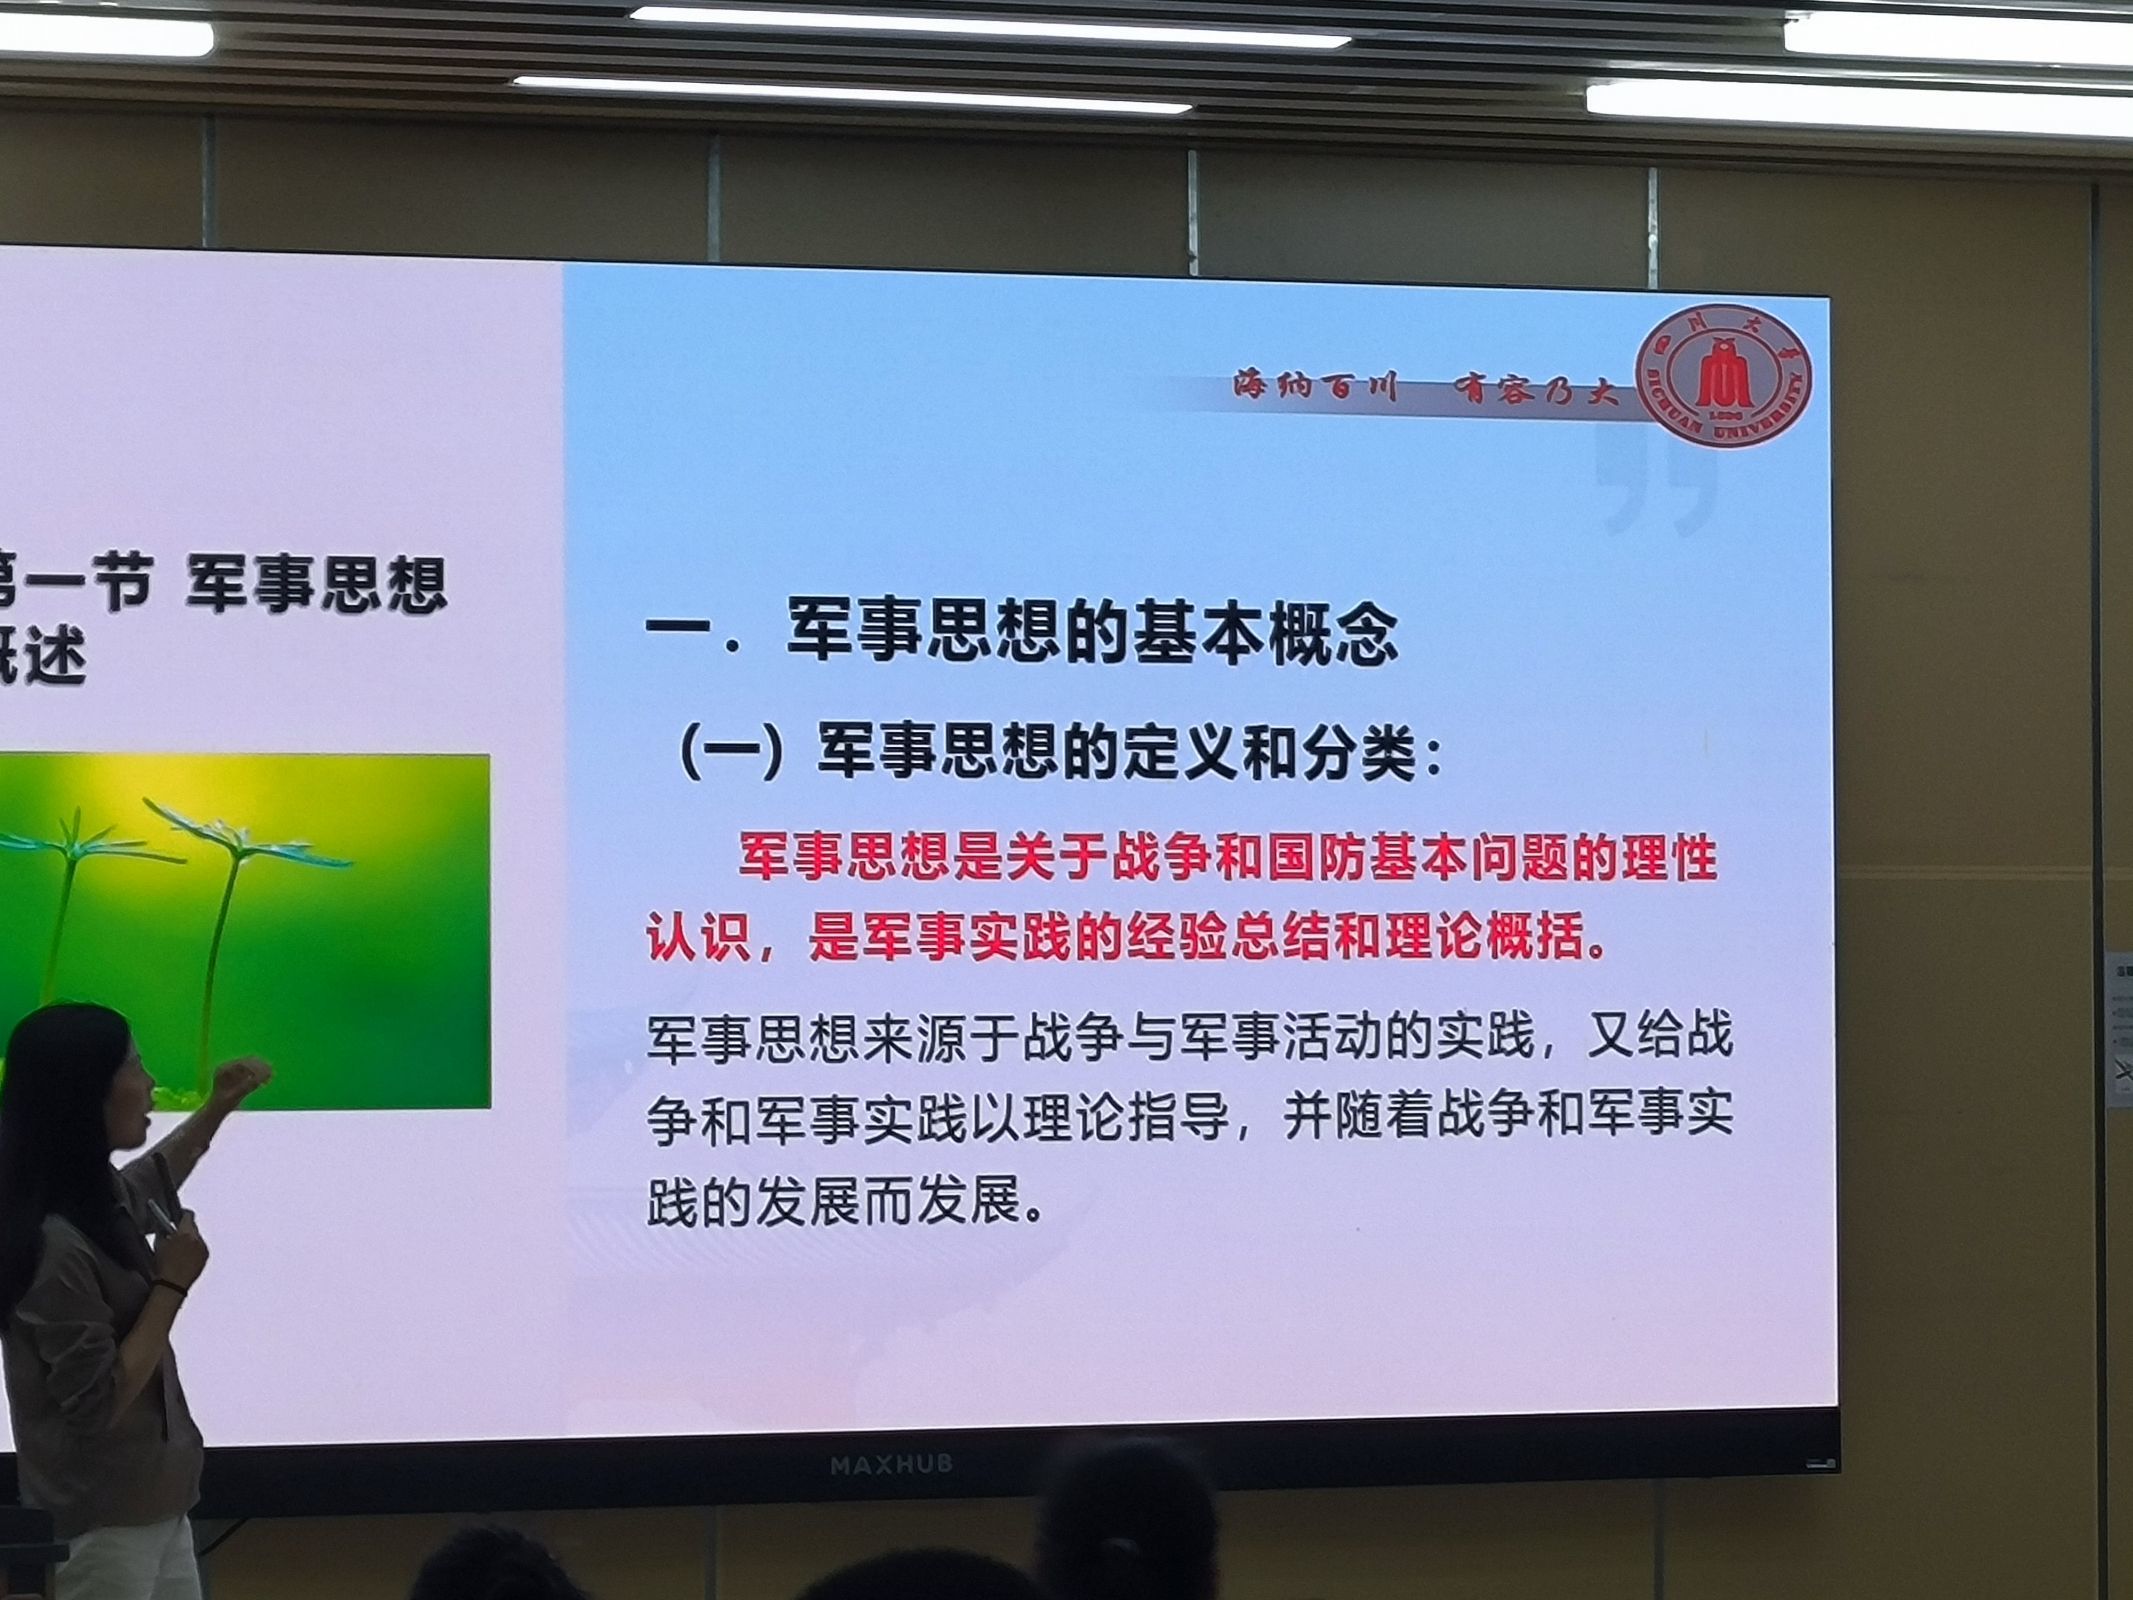 海纳百川 有容乃大
四川大学
SICHUAN UNIVERSITY
1896
第一节 军事思想
概述
一．军事思想的基本概念
（一）军事思想的定义和分类：
军事思想是关于战争和国防基本问题的理性
认识，是军事实践的经验总结和理论概括。
军事思想来源于战争与军事活动的实践，又给战
争和军事实践以理论指导，并随着战争和军事实
践的发展而发展。
MAXHUB